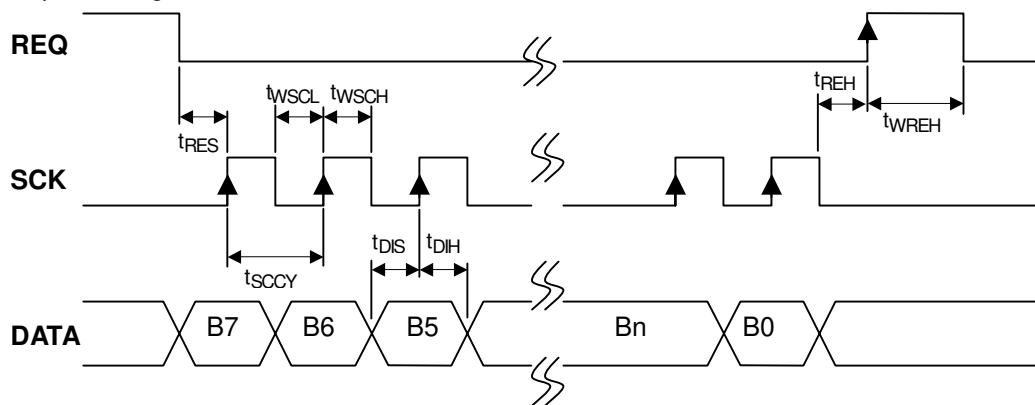 REQ
tREH
tWSCL tWSCH
tWREH
tRES
SCK
tDIS tDIH
tSCCY
B7 B6 B5 Bn B0
DATA